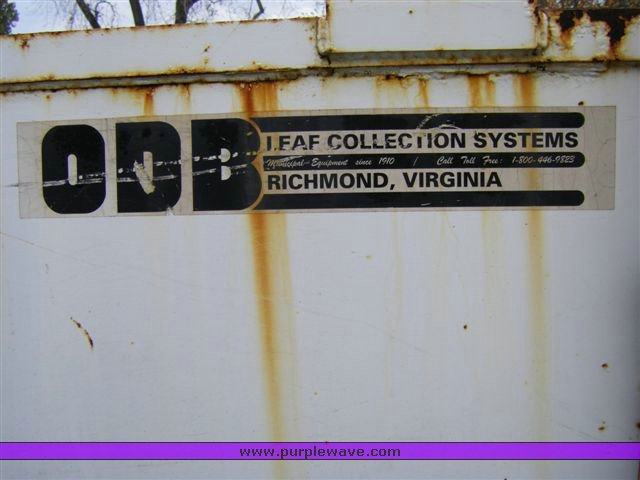 ODB
LEAF COLLECTION SYSTEMS
Municipal Equipment since 1910 / Call Toll Free: 1-800-446-9823
RICHMOND, VIRGINIA
www.purplewave.com